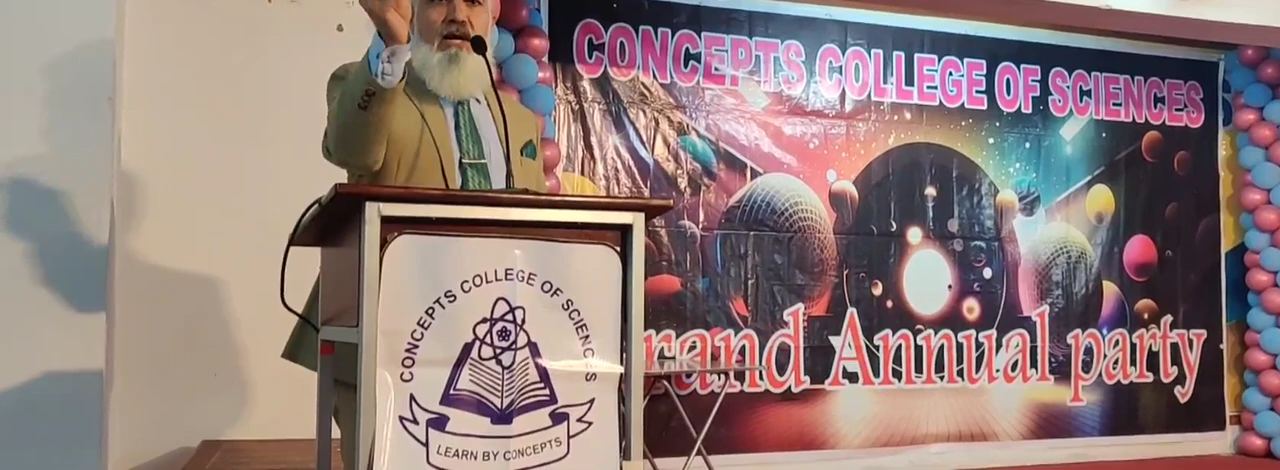 CONCEPTS COLLEGE OF SCIENCES
rand Annual party
CONCEPTS COLLEGE OF SCIENCES
LEARN BY CONCEPTS